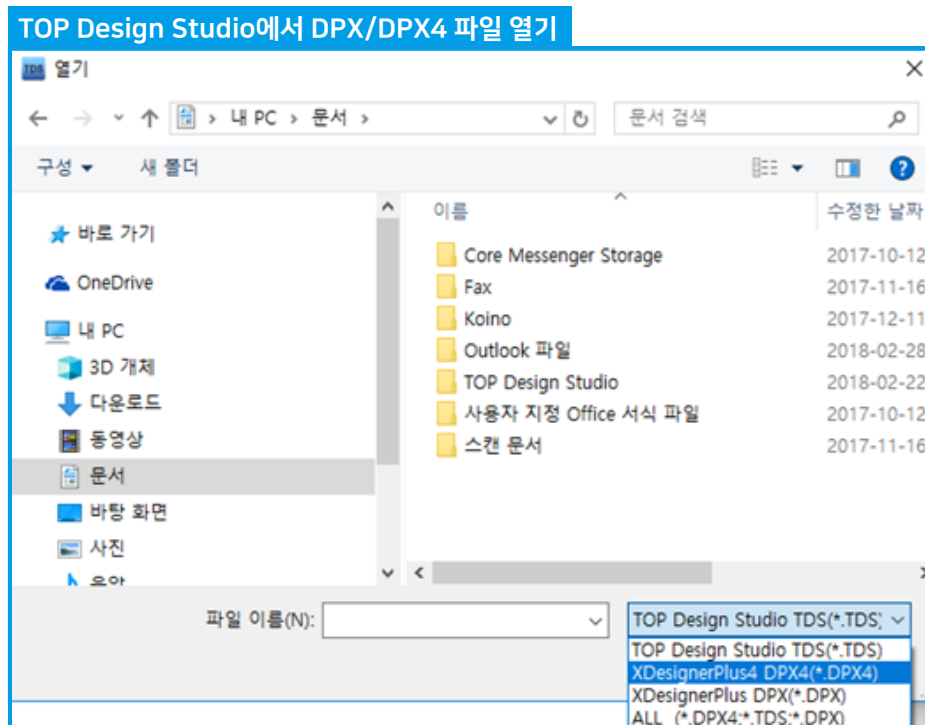 TOP Design Studio에서 DPX/DPX4 파일 열기
TDS 열기
내 PC > 문서 >
문서 검색
구성
새 폴더
이름
수정한 날짜
바로 가기
OneDrive
내 PC
3D 개체
다운로드
동영상
문서
바탕 화면
사진
음악
Core Messenger Storage 2017-10-12
Fax 2017-11-16
Koino 2017-12-11
Outlook 파일 2018-02-28
TOP Design Studio 2018-02-22
사용자 지정 Office 서식 파일 2017-10-12
스캔 문서 2017-11-16
파일 이름(N):
TOP Design Studio TDS(*.TDS;
TOP Design Studio TDS(*.TDS)
XDesignerPlus4 DPX4(*.DPX4)
XDesignerPlus DPX(*.DPX)
ALL (*.DPX4;*.TDS;*.DPX)